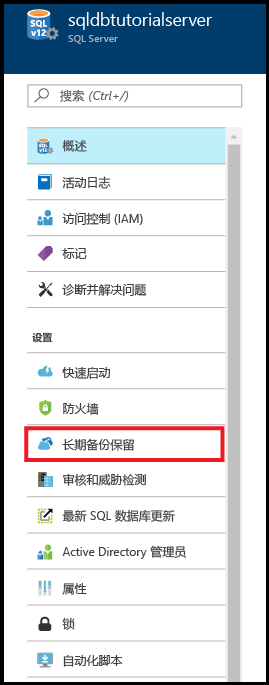 SQL
v12
sqldbtutorialserver
SQL Server
搜索 (Ctrl+/)
概述
活动日志
访问控制 (IAM)
标记
诊断并解决问题
设置
快速启动
防火墙
长期备份保留
审核和威胁检测
最新 SQL 数据库更新
Active Directory 管理员
属性
锁
自动化脚本